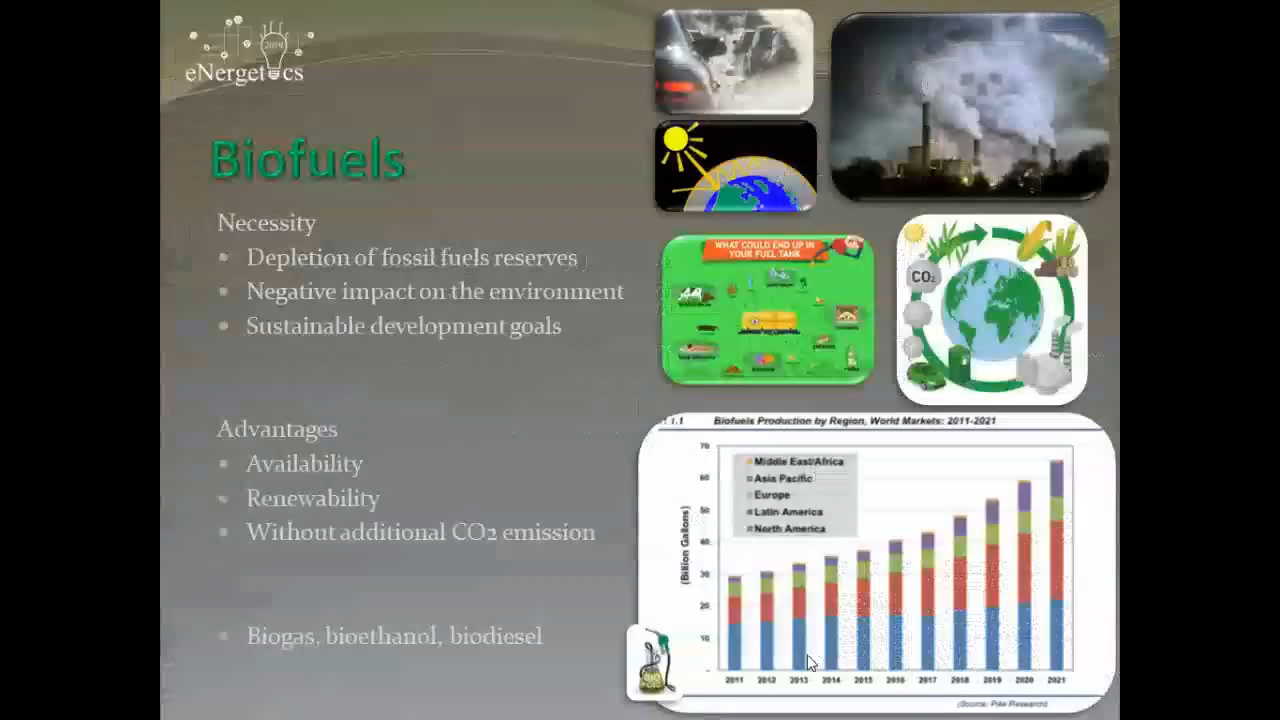 2019
eNergetics
Biofuels
Necessity
• Depletion of fossil fuels reserves
• Negative impact on the environment
• Sustainable development goals
Advantages
• Availability
• Renewability
• Without additional CO2 emission
• Biogas, bioethanol, biodiesel
WHAT COULD END UP IN
YOUR FUEL TANK
CO2
1.1 Biofuels Production by Region, World Markets: 2011-2021
(Billion Gallons)
70
60
50
40
30
20
10
-
Middle East/Africa
Asia Pacific
Europe
Latin America
North America
2011 2012 2013 2014 2015 2016 2017 2018 2019 2020 2021
(Source: Pike Research)
BIO